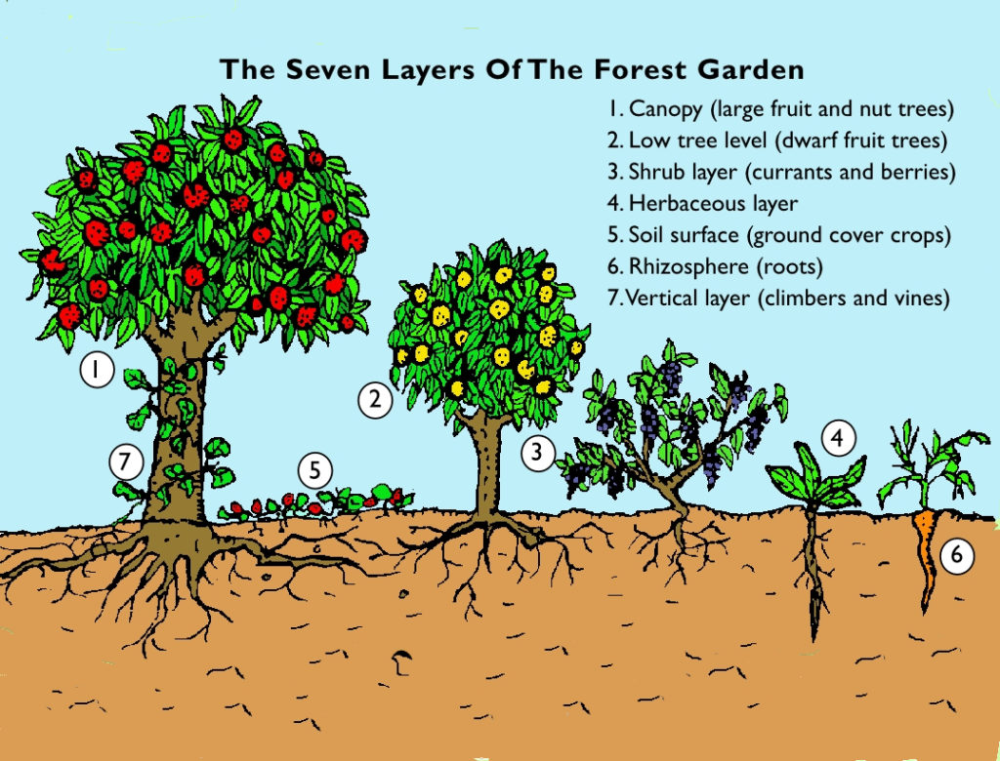 The Seven Layers Of The Forest Garden
1. Canopy (large fruit and nut trees)
2. Low tree level (dwarf fruit trees)
3. Shrub layer (currants and berries)
4. Herbaceous layer
5. Soil surface (ground cover crops)
6. Rhizosphere (roots)
7. Vertical layer (climbers and vines)
1
2
3
4
7
5
6